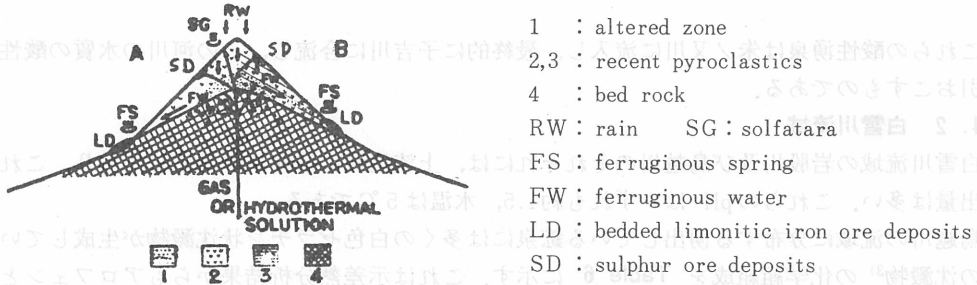 RW
SG
A SD SD B
FW
FS FS
LD LD
GAS
OR HYDROTHERMAL
SOLUTION
1 2 3 4
1 : altered zone
2,3 : recent pyroclastics
4 : bed rock
RW : rain SG : solfatara
FS : ferruginous spring
FW : ferruginous water
LD : bedded limonitic iron ore deposits
SD : sulphur ore deposits